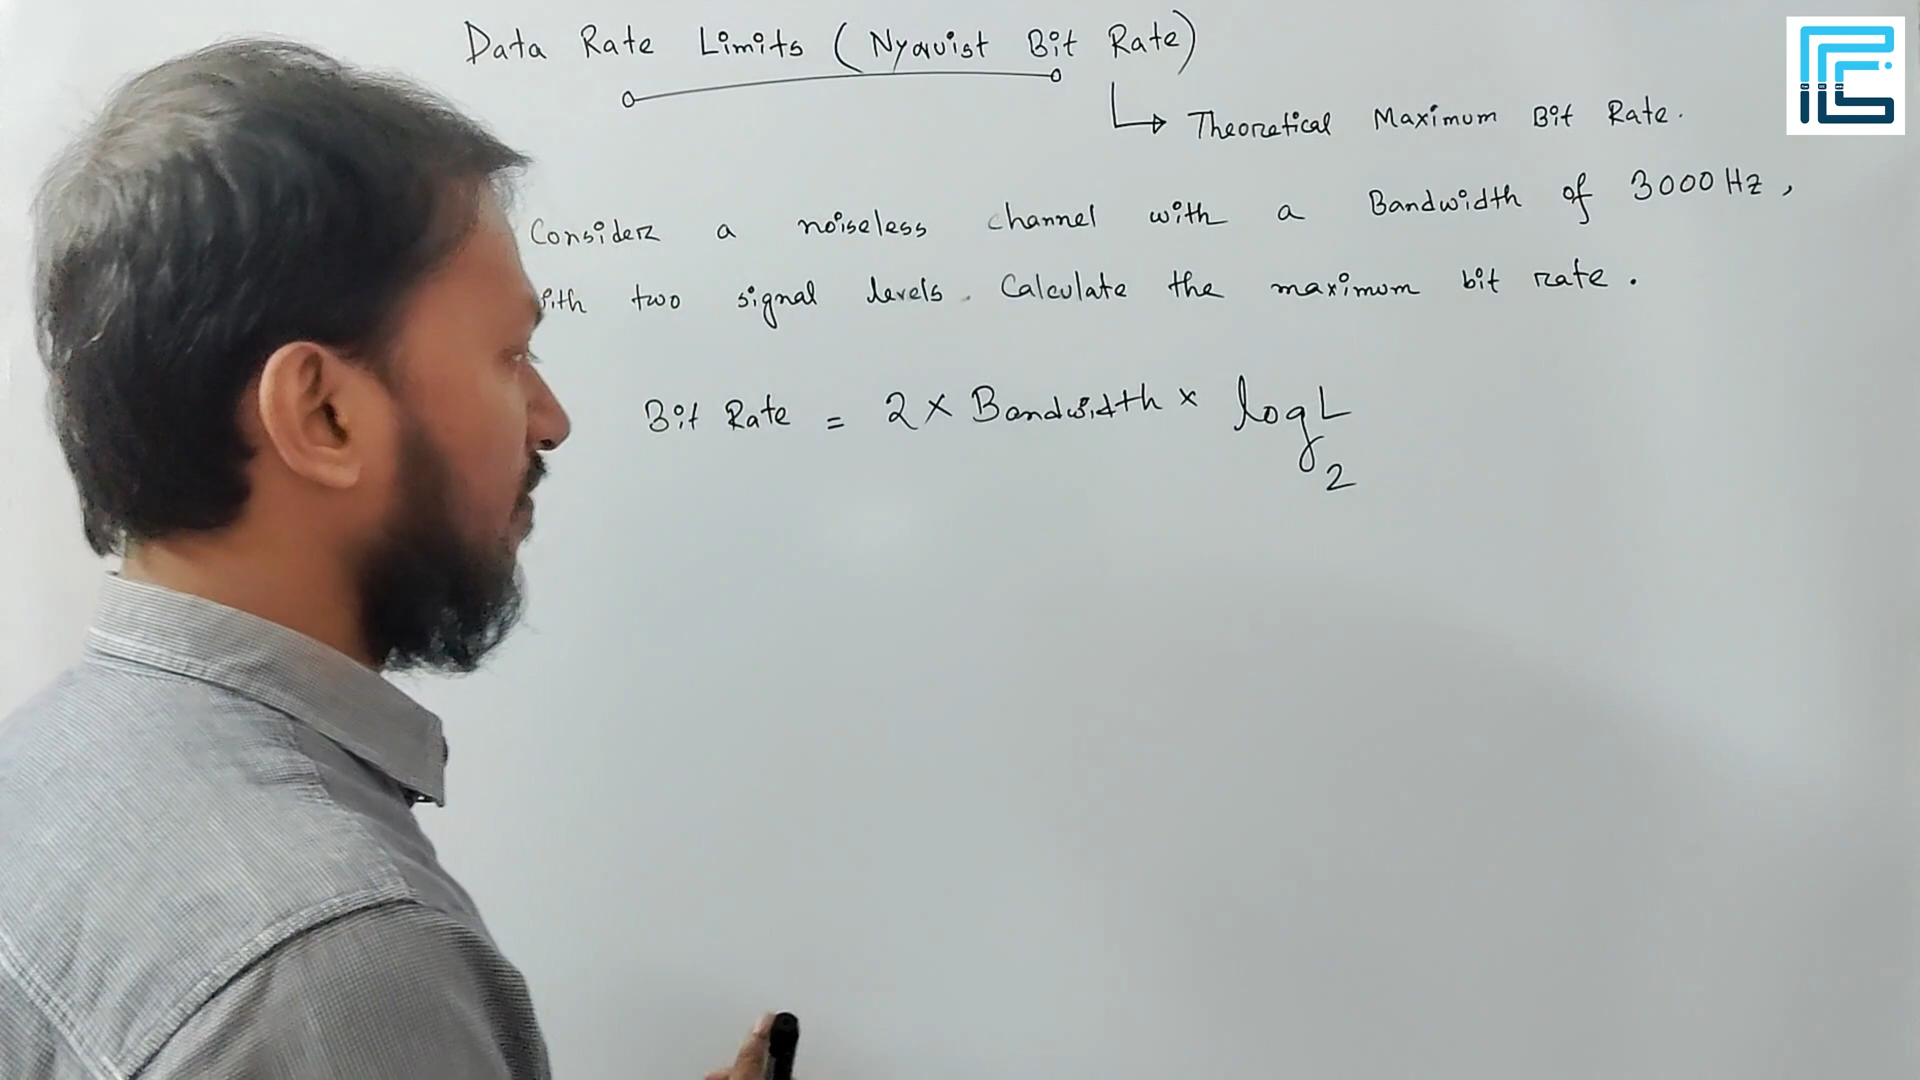 Data Rate Limits (Nyquist Bit Rate)
Theoretical Maximum Bit Rate.
Consider a noiseless channel with a Bandwidth of 3000 Hz,
two signal levels. Calculate the maximum bit rate.
Bit Rate = 2 × Bandwidth × log₂L